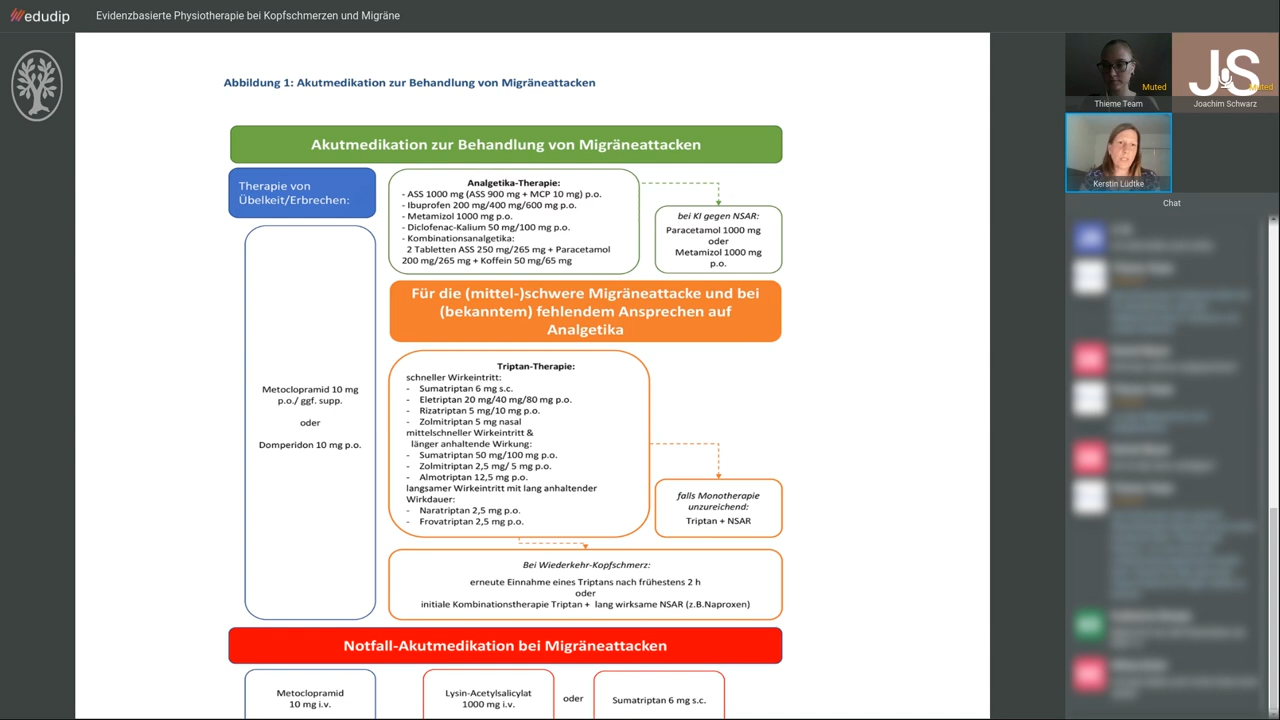 edudip
Evidenzbasierte Physiotherapie bei Kopfschmerzen und Migräne
Abbildung 1: Akutmedikation zur Behandlung von Migräneattacken
Akutmedikation zur Behandlung von Migräneattacken
Therapie von
Übelkeit/Erbrechen:
Metoclopramid 10 mg
p.o./ ggf. supp.
oder
Domperidon 10 mg p.o.
Analgetika-Therapie:
- ASS 1000 mg (ASS 900 mg + MCP 10 mg) p.o.
- Ibuprofen 200 mg/400 mg/600 mg p.o.
- Metamizol 1000 mg p.o.
- Diclofenac-Kalium 50 mg/100 mg p.o.
- Kombinationsanalgetika:
2 Tabletten ASS 250 mg/265 mg + Paracetamol
200 mg/265 mg + Koffein 50 mg/65 mg
bei KI gegen NSAR:
Paracetamol 1000 mg
oder
Metamizol 1000 mg
p.o.
Für die (mittel-)schwere Migräneattacke und bei
(bekanntem) fehlendem Ansprechen auf
Analgetika
Triptan-Therapie:
schneller Wirkeintritt:
- Sumatriptan 6 mg s.c.
- Eletriptan 20 mg/40 mg/80 mg p.o.
- Rizatriptan 5 mg/10 mg p.o.
- Zolmitriptan 5 mg nasal
mittelschneller Wirkeintritt &
länger anhaltende Wirkung:
- Sumatriptan 50 mg/100 mg p.o.
- Zolmitriptan 2,5 mg/ 5 mg p.o.
- Almotriptan 12,5 mg p.o.
langsamer Wirkeintritt mit lang anhaltender
Wirkdauer:
- Naratriptan 2,5 mg p.o.
- Frovatriptan 2,5 mg p.o.
falls Monotherapie
unzureichend:
Triptan + NSAR
Bei Wiederkehr-Kopfschmerz:
erneute Einnahme eines Triptans nach frühestens 2 h
oder
initiale Kombinationstherapie Triptan + lang wirksame NSAR (z.B.Naproxen)
Notfall-Akutmedikation bei Migräneattacken
Metoclopramid
10 mg i.v.
Lysin-Acetylsalicylat
1000 mg i.v.
oder
Sumatriptan 6 mg s.c.
Muted
Thieme Team
JS
Muted
Joachim Schwarz
Kerstin Lüdtke
Chat